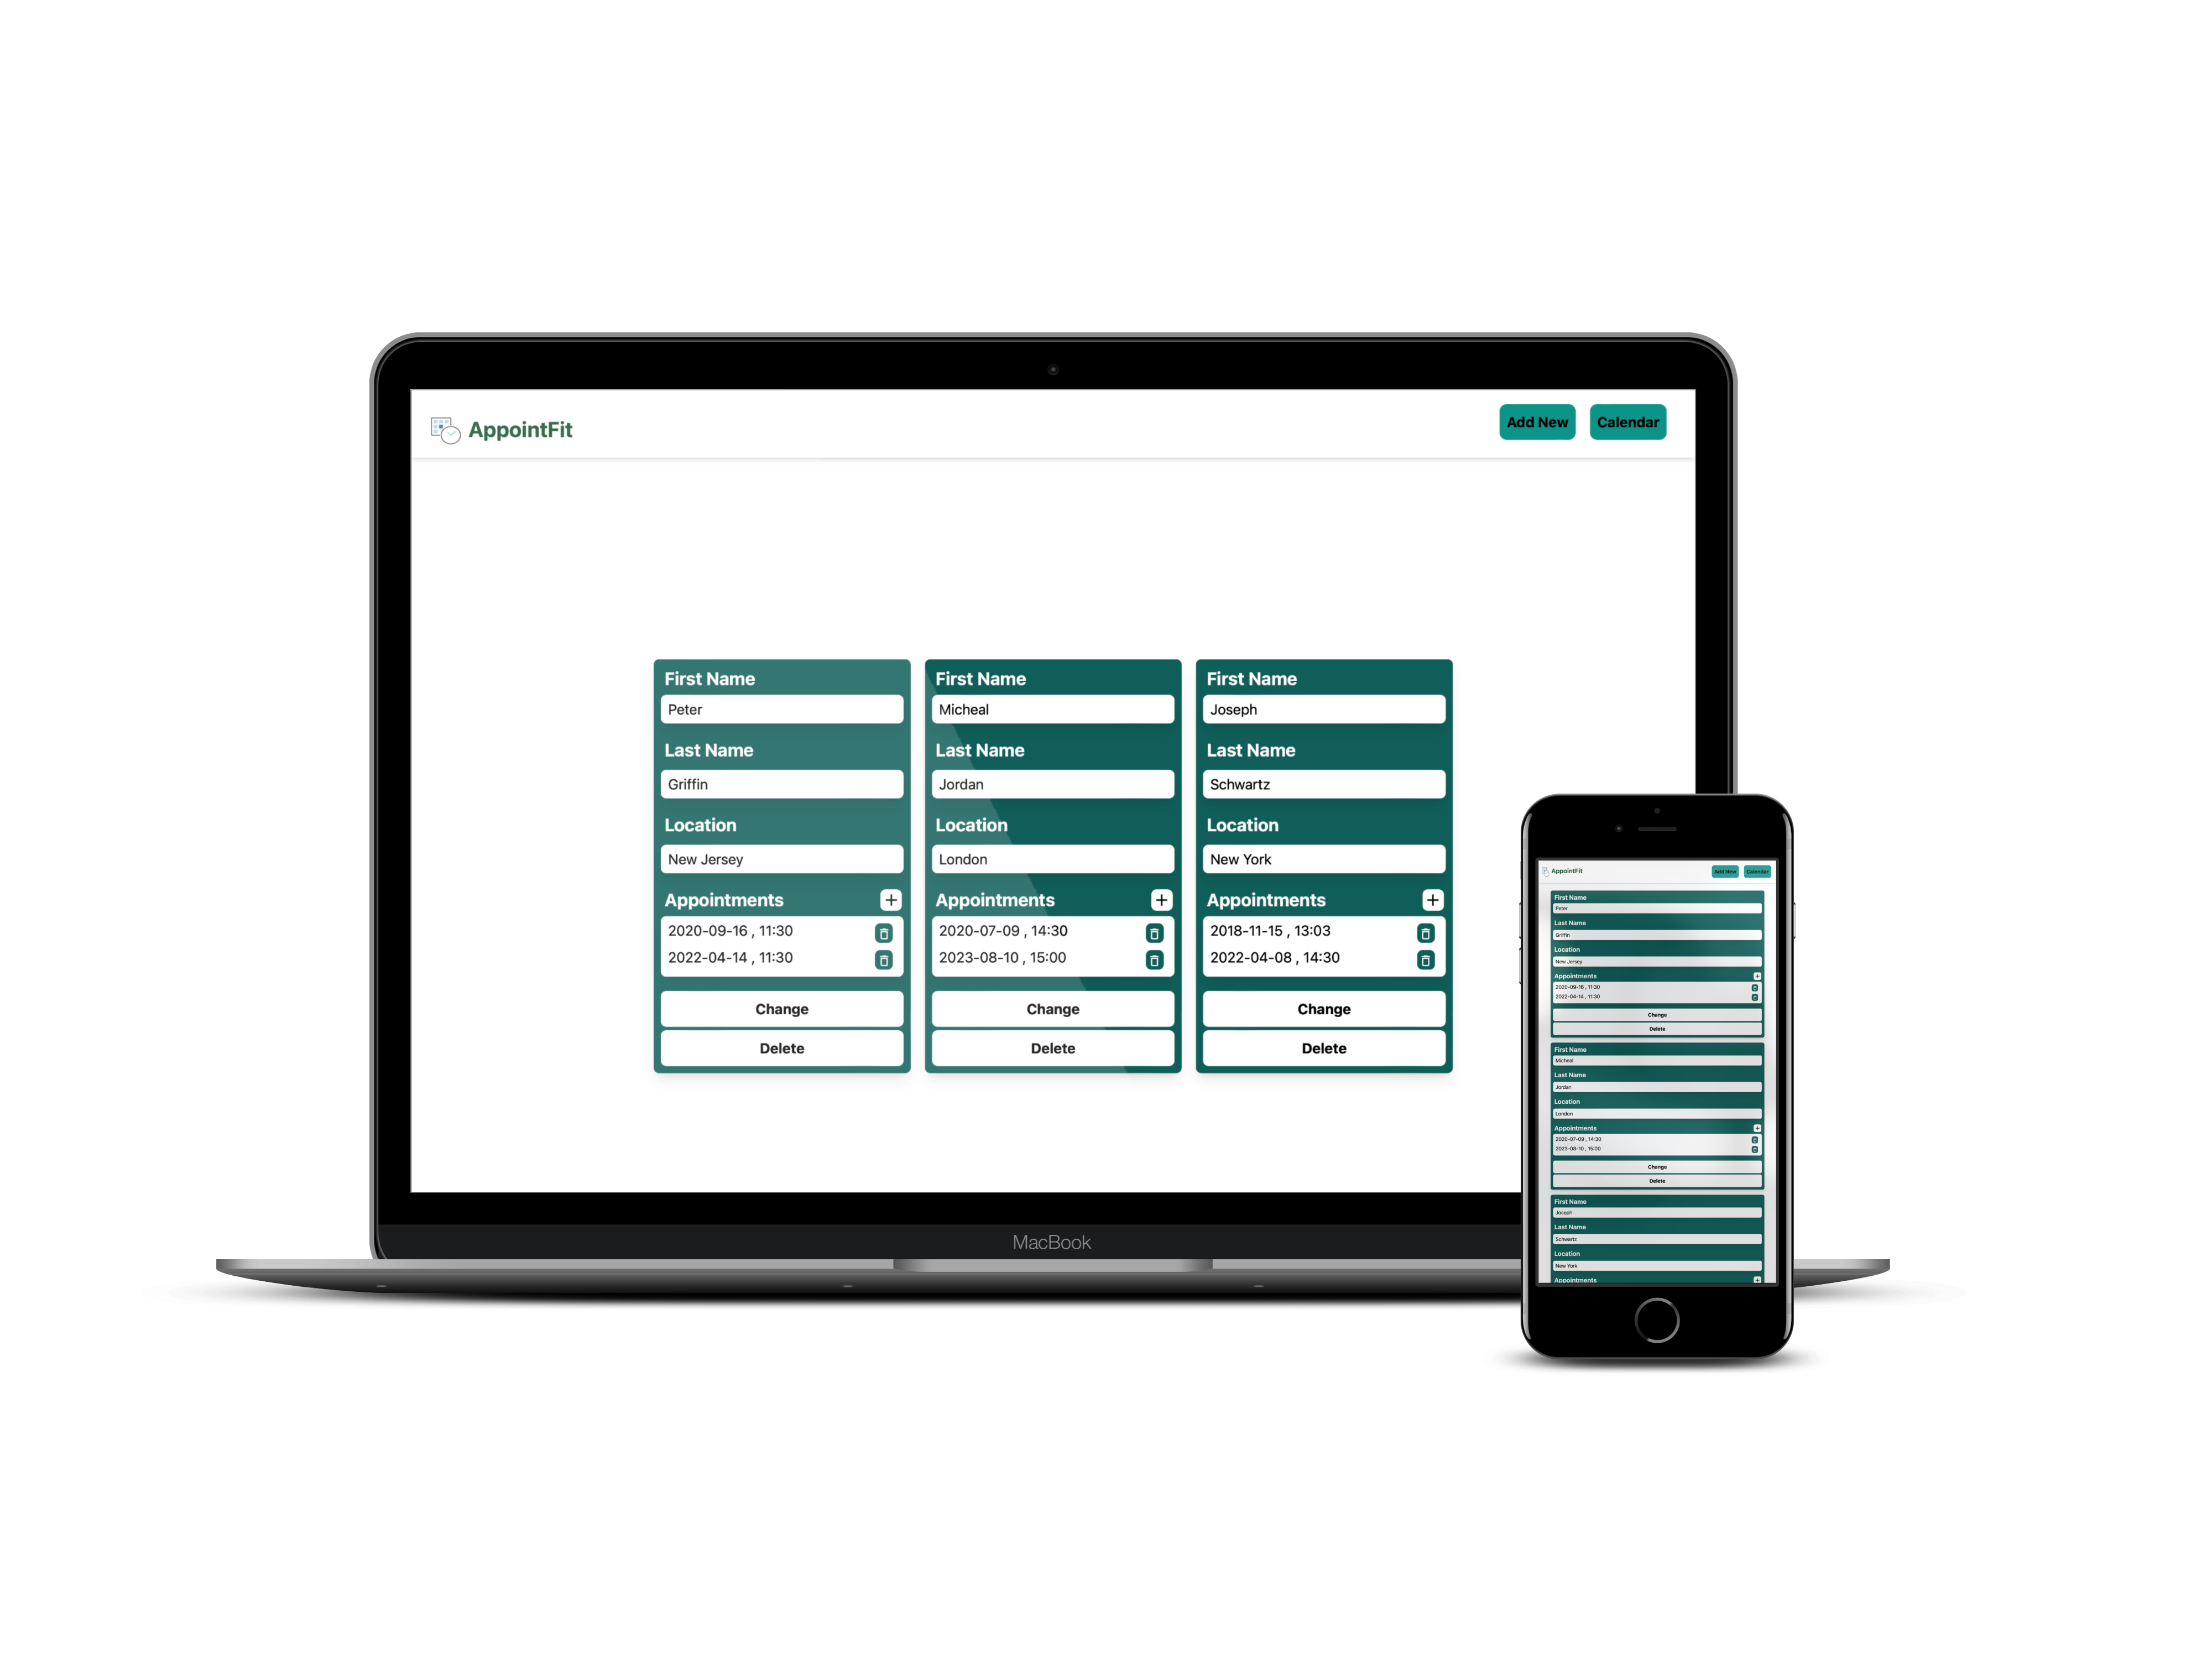 AppointFit
Add New
Calendar
First Name
Peter
Last Name
Griffin
Location
New Jersey
Appointments
2020-09-16 , 11:30
2022-04-14 , 11:30
Change
Delete
First Name
Micheal
Last Name
Jordan
Location
London
Appointments
2020-07-09 , 14:30
2023-08-10 , 15:00
Change
Delete
First Name
Joseph
Last Name
Schwartz
Location
New York
Appointments
2018-11-15 , 13:03
2022-04-08 , 14:30
Change
Delete
MacBook
AppointFit
Add New
Calendar
First Name
Peter
Last Name
Griffin
Location
New Jersey
Appointments
2020-09-16 , 11:30
2022-04-14 , 11:30
Change
Delete
First Name
Micheal
Last Name
Jordan
Location
London
Appointments
2020-07-09 , 14:30
2023-08-10 , 15:00
Change
Delete
First Name
Joseph
Last Name
Schwartz
Location
New York
Appointments